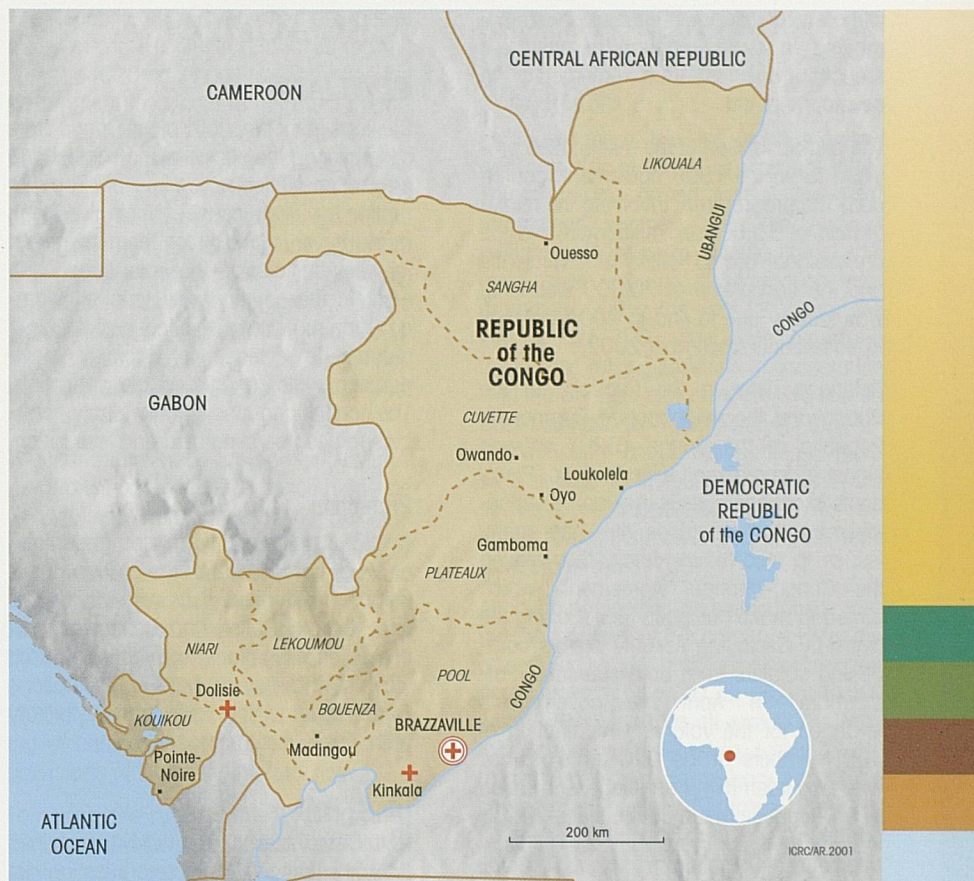 CENTRAL AFRICAN REPUBLIC
CAMEROON
LIKOUALA
UBANGUI
Ouesso
SANGHA
CONGO
REPUBLIC
of the
CONGO
GABON
CUVETTE
Owando
Loukolela
Oyo
DEMOCRATIC
REPUBLIC
of the CONGO
Gamboma
PLATEAUX
NIARI
LEKOUMOU
POOL
CONGO
Dolisie
BOUENZA
KOUIKOU
BRAZZAVILLE
Madingou
Pointe-
Noire
Kinkala
ATLANTIC
OCEAN
200 km
ICRC/AR.2001